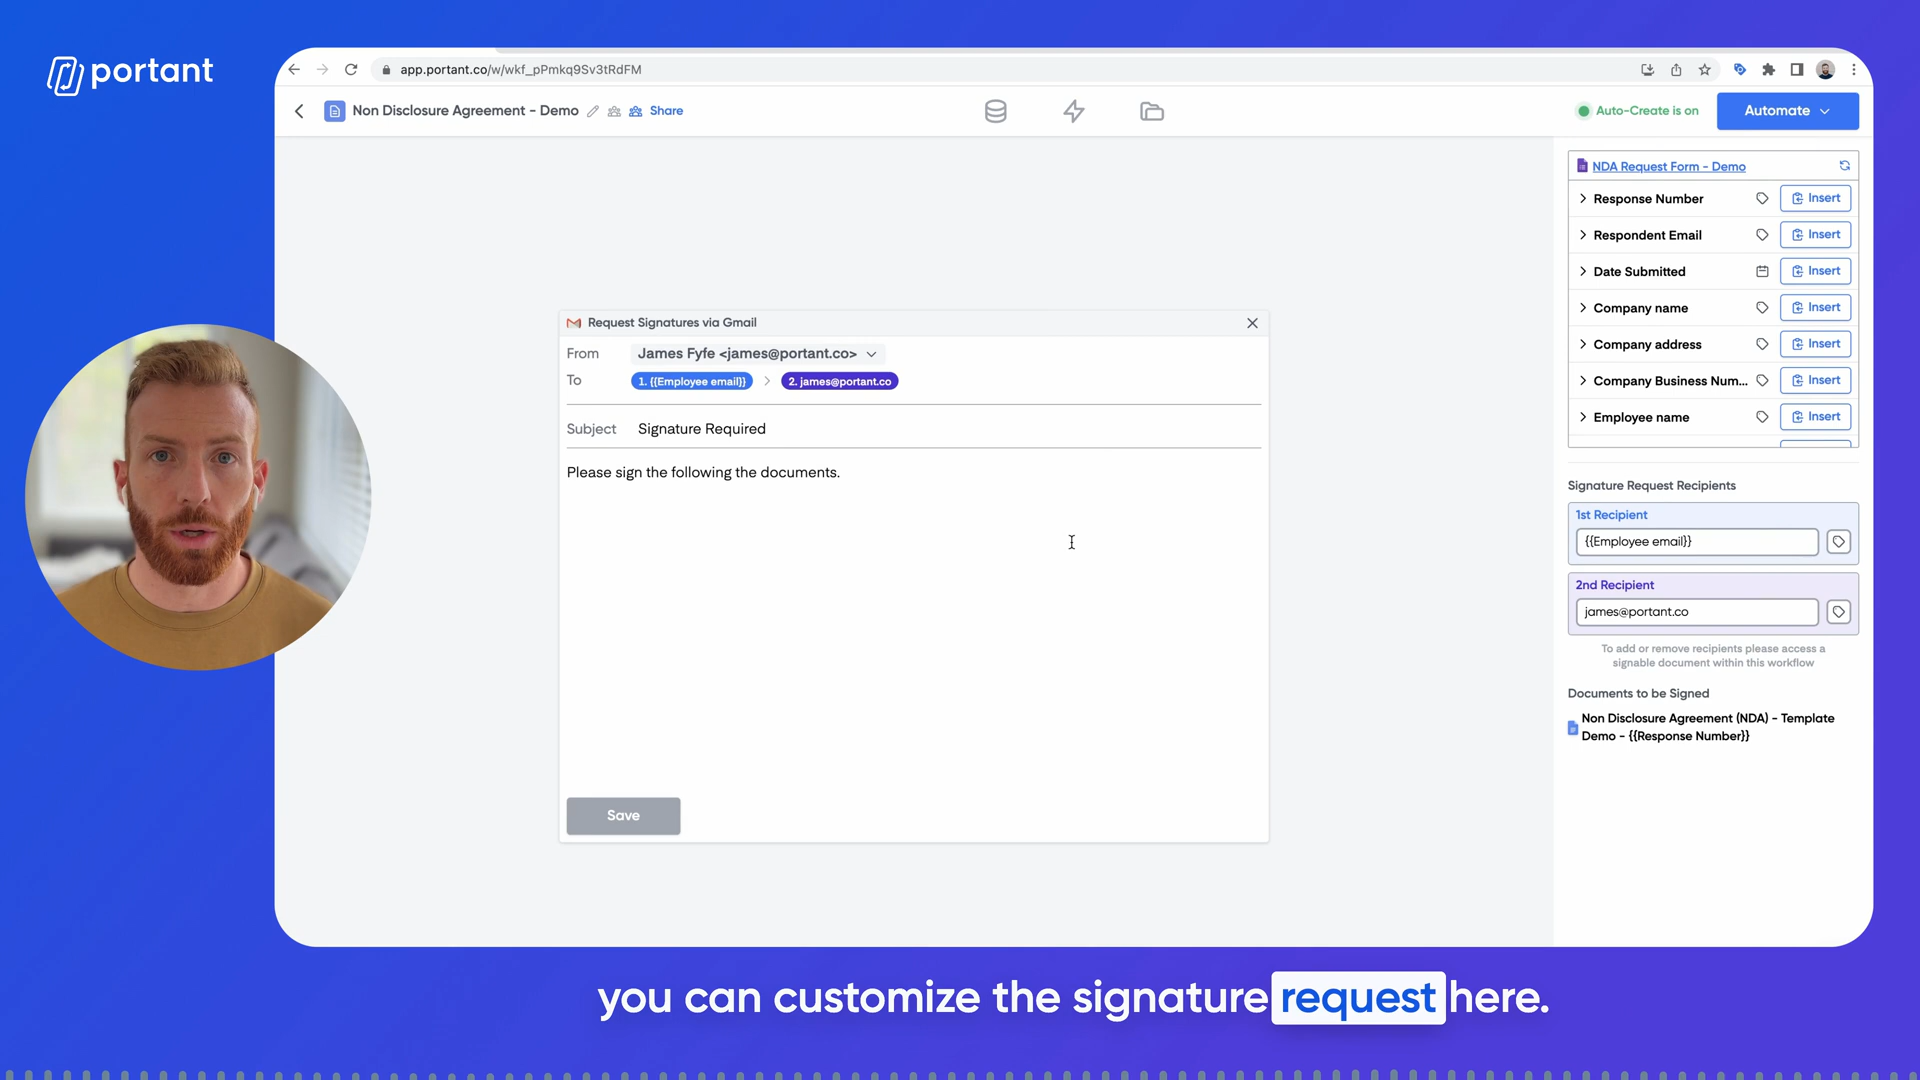 portant
app.portant.co/w/wkf_pPmkq9Sv3tRdFM
Non Disclosure Agreement - Demo
Share
Auto-Create is on
Automate
Request Signatures via Gmail
From
James Fyfe <james@portant.co>
To
1. {{Employee email}}
2. james@portant.co
Subject
Signature Required
Please sign the following the documents.
Save
NDA Request Form - Demo
Response Number
Insert
Respondent Email
Insert
Date Submitted
Insert
Company name
Insert
Company address
Insert
Company Business Num...
Insert
Employee name
Insert
Signature Request Recipients
1st Recipient
{{Employee email}}
2nd Recipient
james@portant.co
To add or remove recipients please access a
signable document within this workflow
Documents to be Signed
Non Disclosure Agreement (NDA) - Template
Demo - {{Response Number}}
you can customize the signature request here.